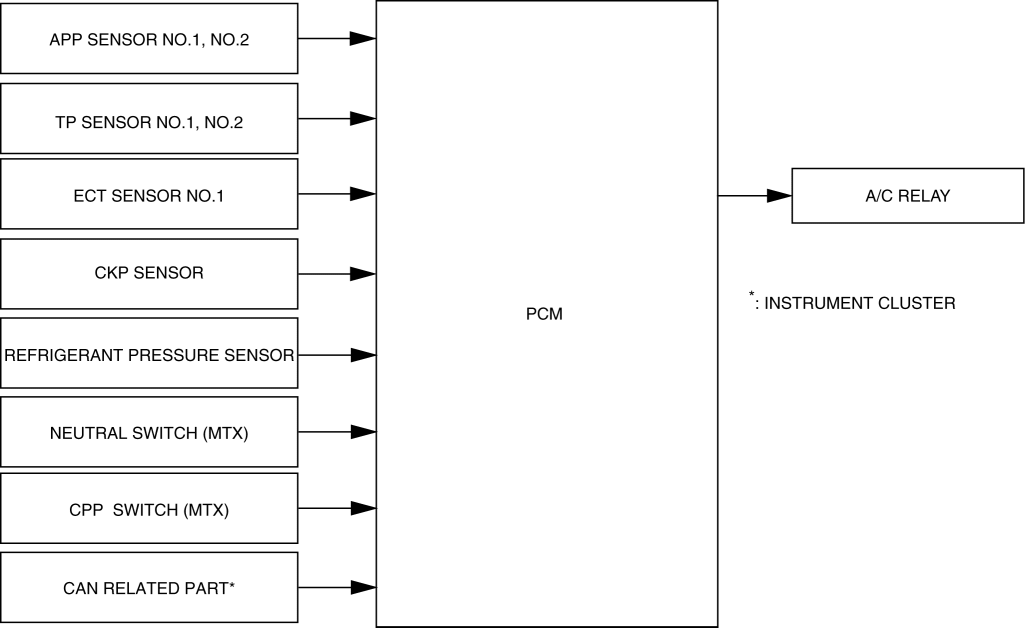 APP SENSOR NO.1, NO.2
TP SENSOR NO.1, NO.2
ECT SENSOR NO.1
CKP SENSOR
REFRIGERANT PRESSURE SENSOR
NEUTRAL SWITCH (MTX)
CPP SWITCH (MTX)
CAN RELATED PART*
PCM
A/C RELAY
*: INSTRUMENT CLUSTER